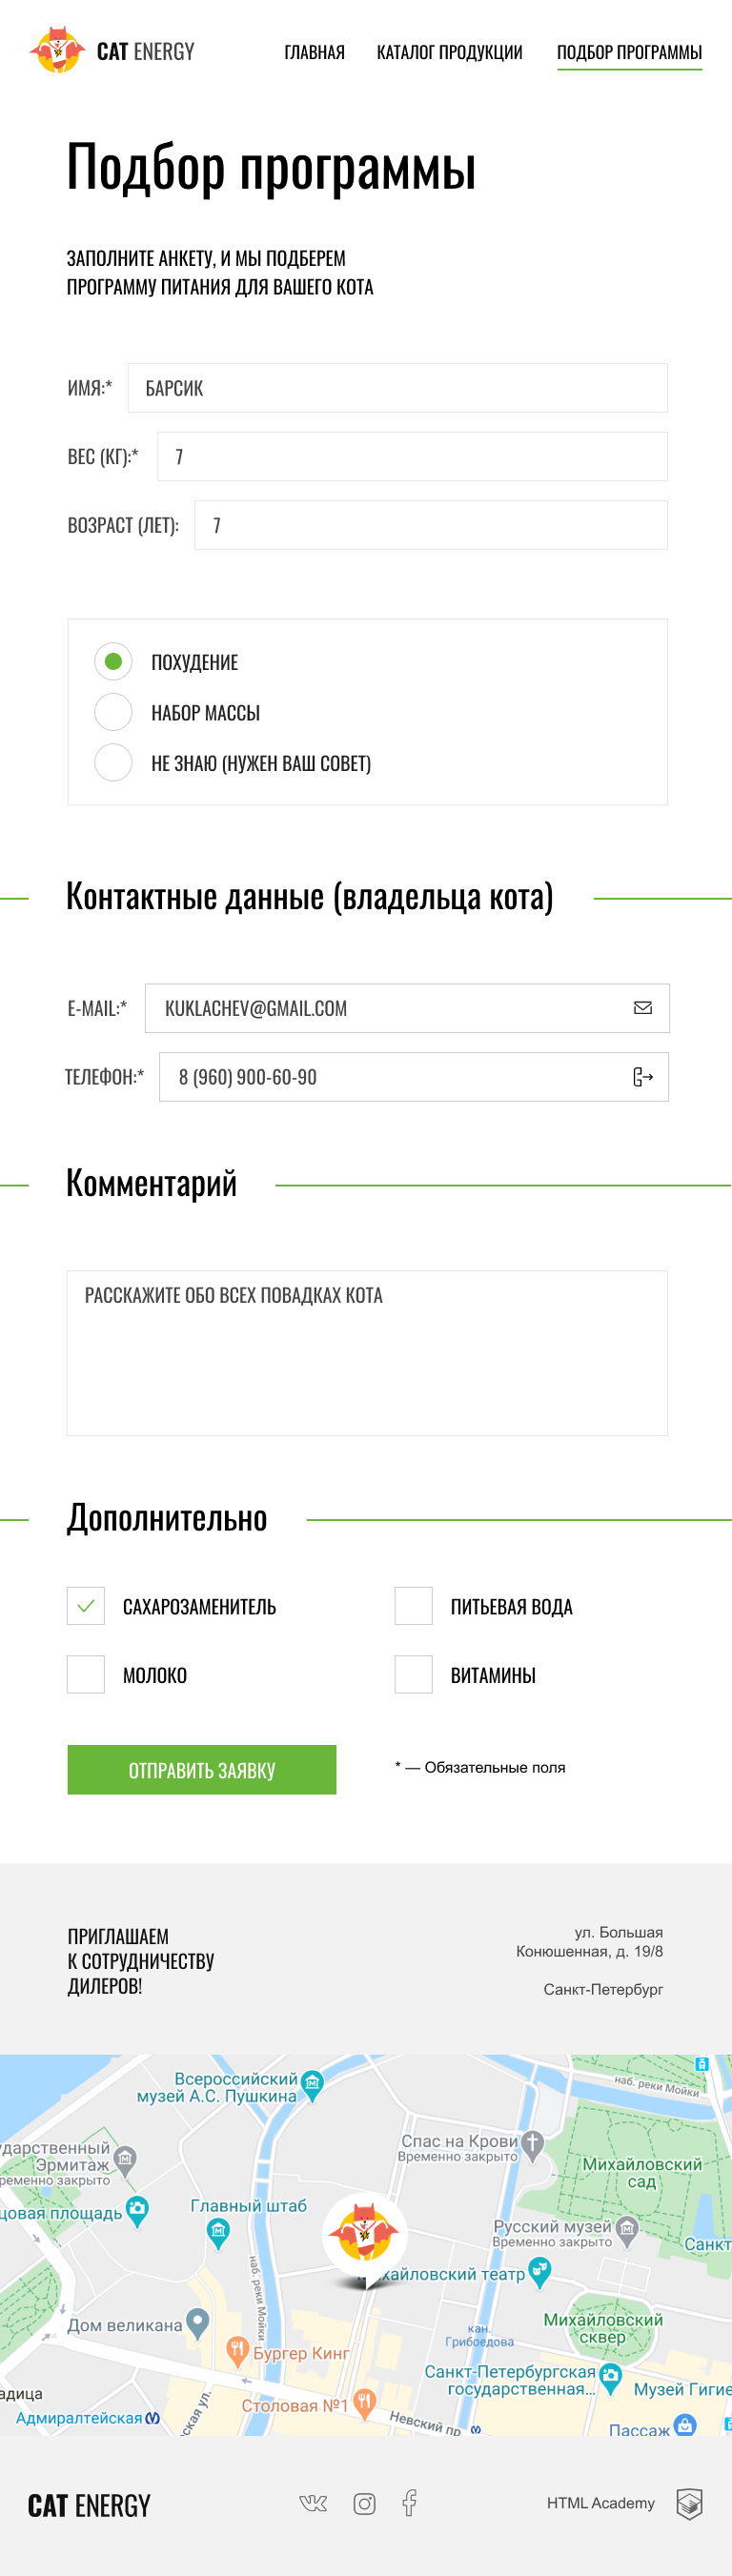 CAT ENERGY
ГЛАВНАЯ
КАТАЛОГ ПРОДУКЦИИ
ПОДБОР ПРОГРАММЫ
Подбор программы
ЗАПОЛНИТЕ АНКЕТУ, И МЫ ПОДБЕРЕМ
ПРОГРАММУ ПИТАНИЯ ДЛЯ ВАШЕГО КОТА
ИМЯ:* БАРСИК
ВЕС (КГ):* 7
ВОЗРАСТ (ЛЕТ): 7
ПОХУДЕНИЕ
НАБОР МАССЫ
НЕ ЗНАЮ (НУЖЕН ВАШ СОВЕТ)
Контактные данные (владельца кота)
E-MAIL:* KUKLACHEV@GMAIL.COM
ТЕЛЕФОН:* 8 (960) 900-60-90
Комментарий
РАССКАЖИТЕ ОБО ВСЕХ ПОВАДКАХ КОТА
Дополнительно
САХАРОЗАМЕНИТЕЛЬ
ПИТЬЕВАЯ ВОДА
МОЛОКО
ВИТАМИНЫ
ОТПРАВИТЬ ЗАЯВКУ
* — Обязательные поля
ПРИГЛАШАЕМ
К СОТРУДНИЧЕСТВУ
ДИЛЕРОВ!
ул. Большая
Конюшенная, д. 19/8
Санкт-Петербург
Всероссийский
музей А.С. Пушкина
наб. реки Мойки
ударственный
Эрмитаж
ременно закрыто
Спас на Крови
Временно закрыто
Михайловский
сад
цовая площадь
Главный штаб
Русский музей
Временно закрыто
Санкт
наб. реки Мойки
хайловский театр
Дом великана
Михайловский
сквер
кан.
Грибоедова
Бургер Кинг
Санкт-Петербургская
государственная...
Музей Гигие
адица
Столовая №1
Адмиралтейская
ская ул.
Невский пр
Пассаж
CAT ENERGY
HTML Academy